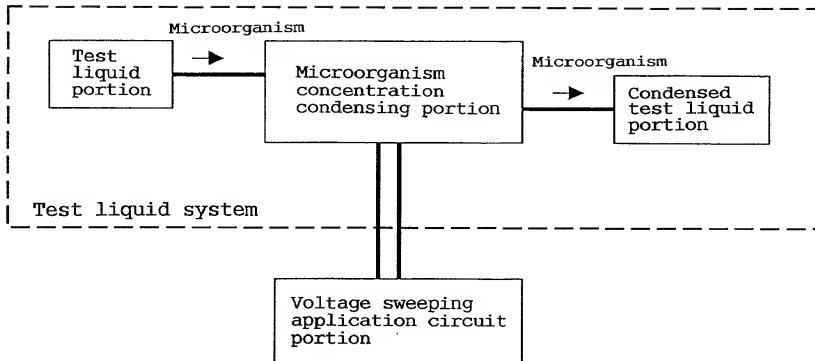 Microorganism
Test
liquid
portion
Microorganism
concentration
condensing portion
Microorganism
Condensed
test liquid
portion
Test liquid system
Voltage sweeping
application circuit
portion